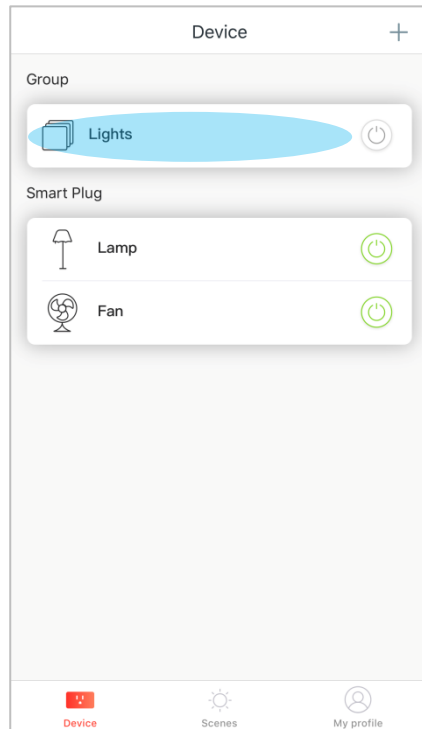 Device
Group
Lights
Smart Plug
Lamp
Fan
Device Scenes My profile